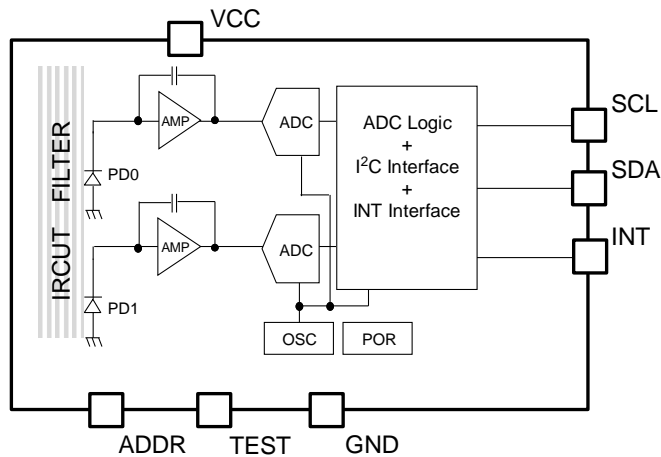 VCC
IRCUT FILTER
AMP
ADC
PD0
AMP
ADC
PD1
ADC Logic
+
I²C Interface
+
INT Interface
OSC
POR
SCL
SDA
INT
ADDR
TEST
GND